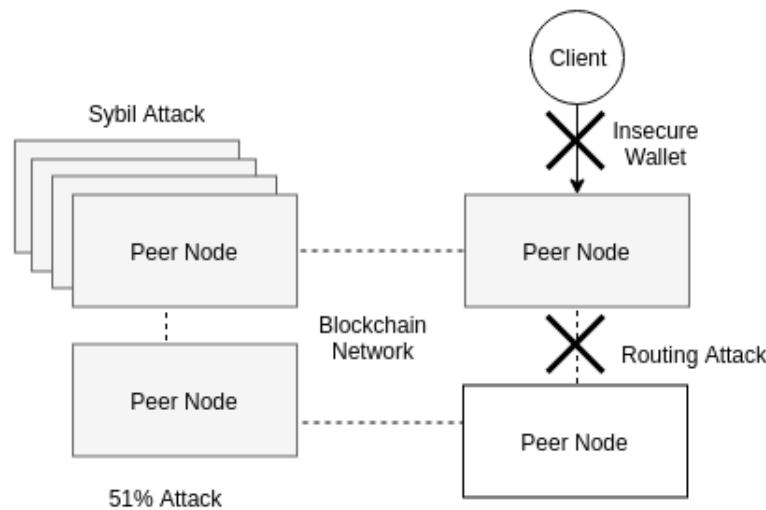 Client
Sybil Attack
Insecure
Wallet
Peer Node
Peer Node
Blockchain
Network
Routing Attack
Peer Node
Peer Node
51% Attack